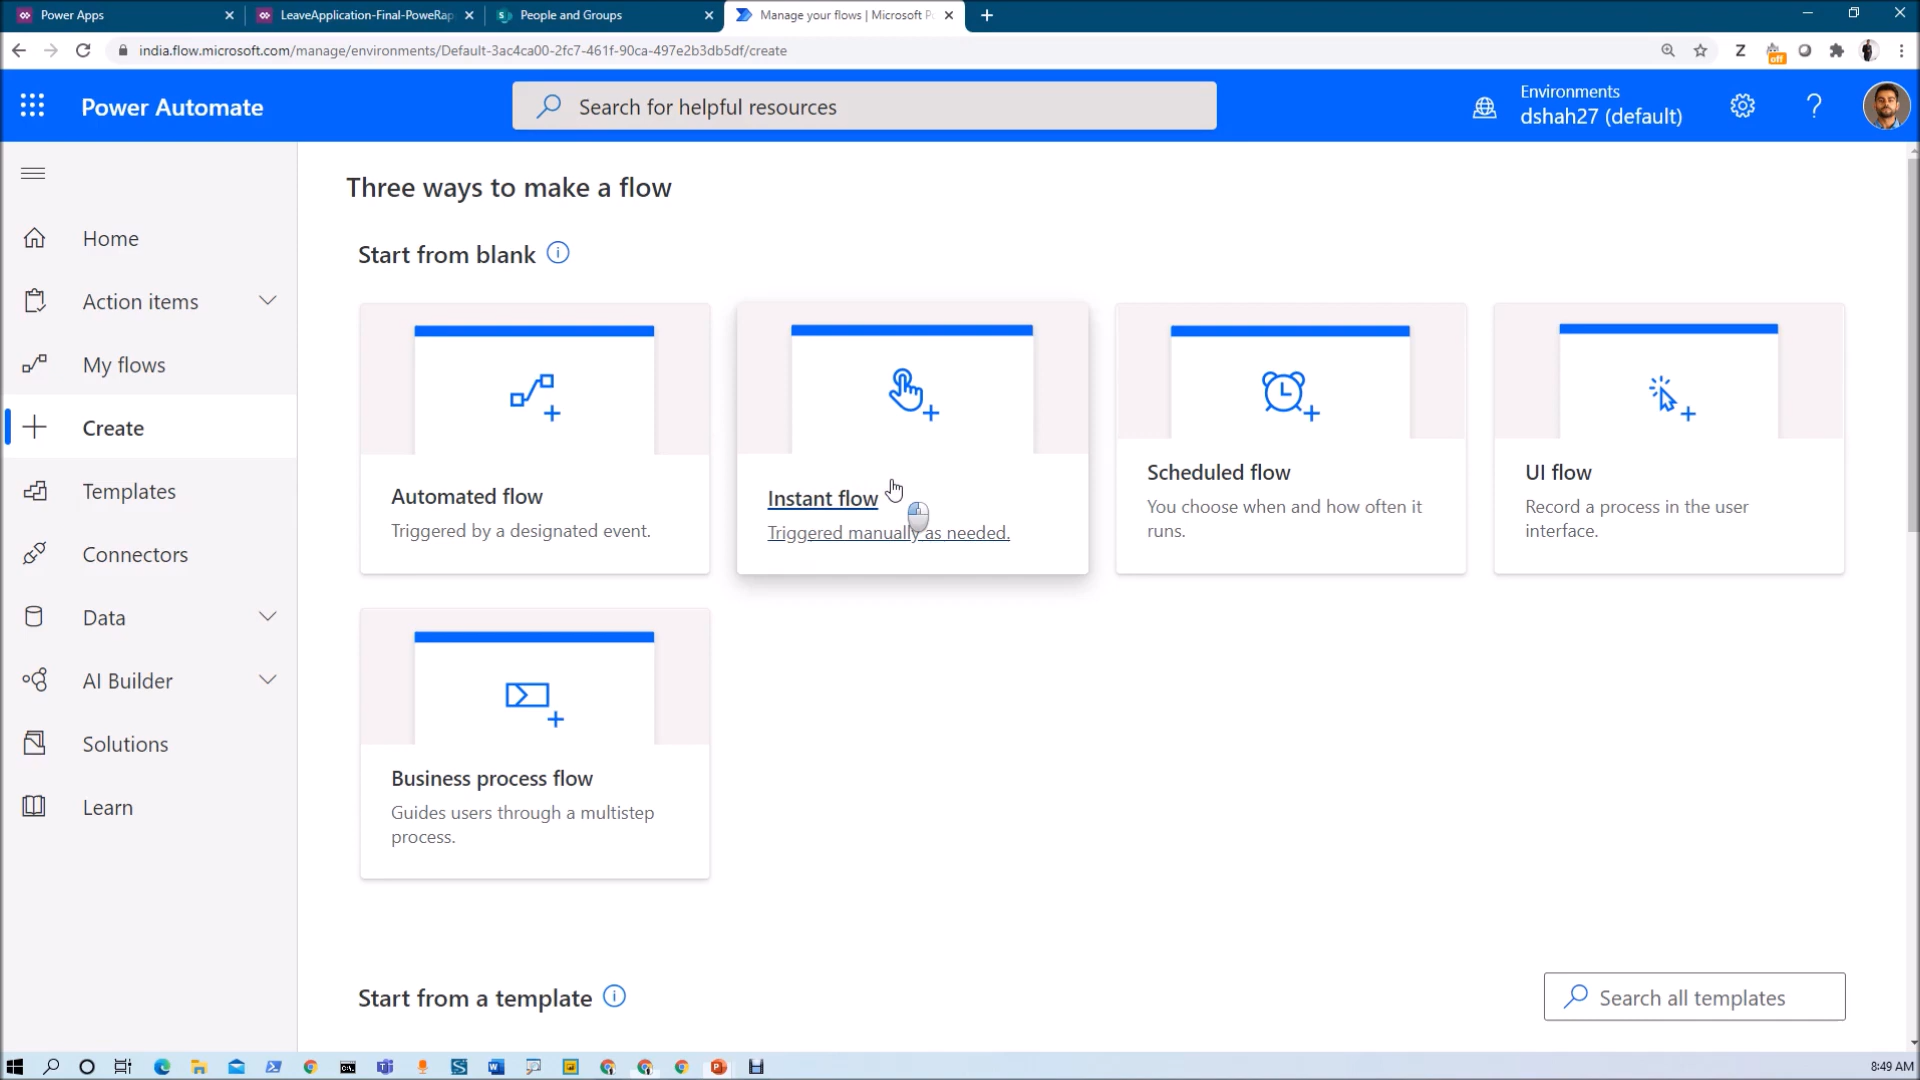 Power Apps
LeaveApplication-Final-PoweRap
People and Groups
Manage your flows | Microsoft P
india.flow.microsoft.com/manage/environments/Default-3ac4ca00-2fc7-461f-90ca-497e2b3db5df/create
Z
off
Power Automate
Search for helpful resources
Environments
dshah27 (default)
?
Home
Action items
My flows
Create
Templates
Connectors
Data
AI Builder
Solutions
Learn
Three ways to make a flow
Start from blank
Automated flow
Triggered by a designated event.
Instant flow
Triggered manually as needed.
Scheduled flow
You choose when and how often it
runs.
UI flow
Record a process in the user
interface.
Business process flow
Guides users through a multistep
process.
Start from a template
Search all templates
8:49 AM